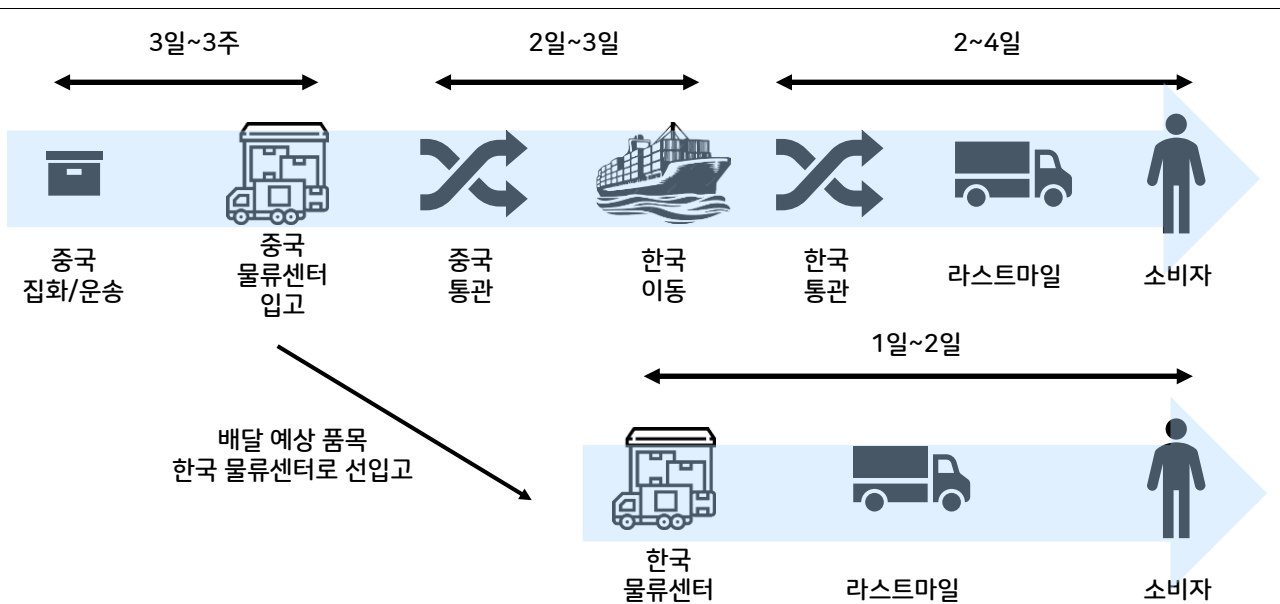 3일~3주
2일~3일
2~4일
중국
집화/운송
중국
물류센터
입고
중국
통관
한국
이동
한국
통관
라스트마일
소비자
1일~2일
배달 예상 품목
한국 물류센터로 선입고
한국
물류센터
라스트마일
소비자